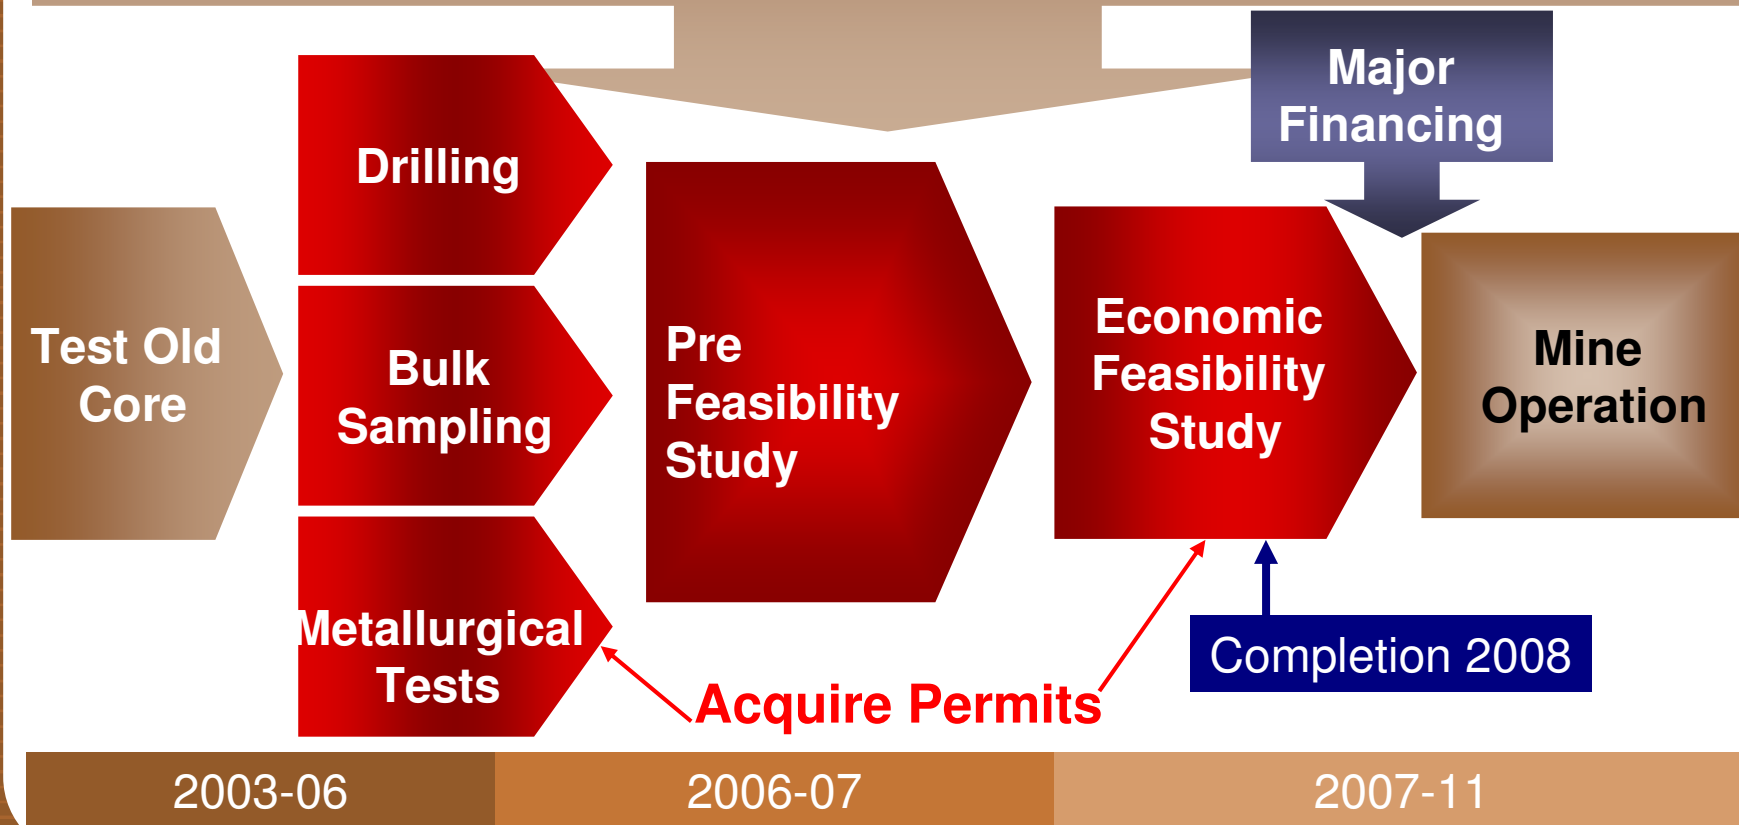 Major
Financing
Drilling
Test Old
Core
Bulk
Sampling
Metallurgical
Tests
Pre
Feasibility
Study
Economic
Feasibility
Study
Mine
Operation
Acquire Permits
Completion 2008
2003-06
2006-07
2007-11